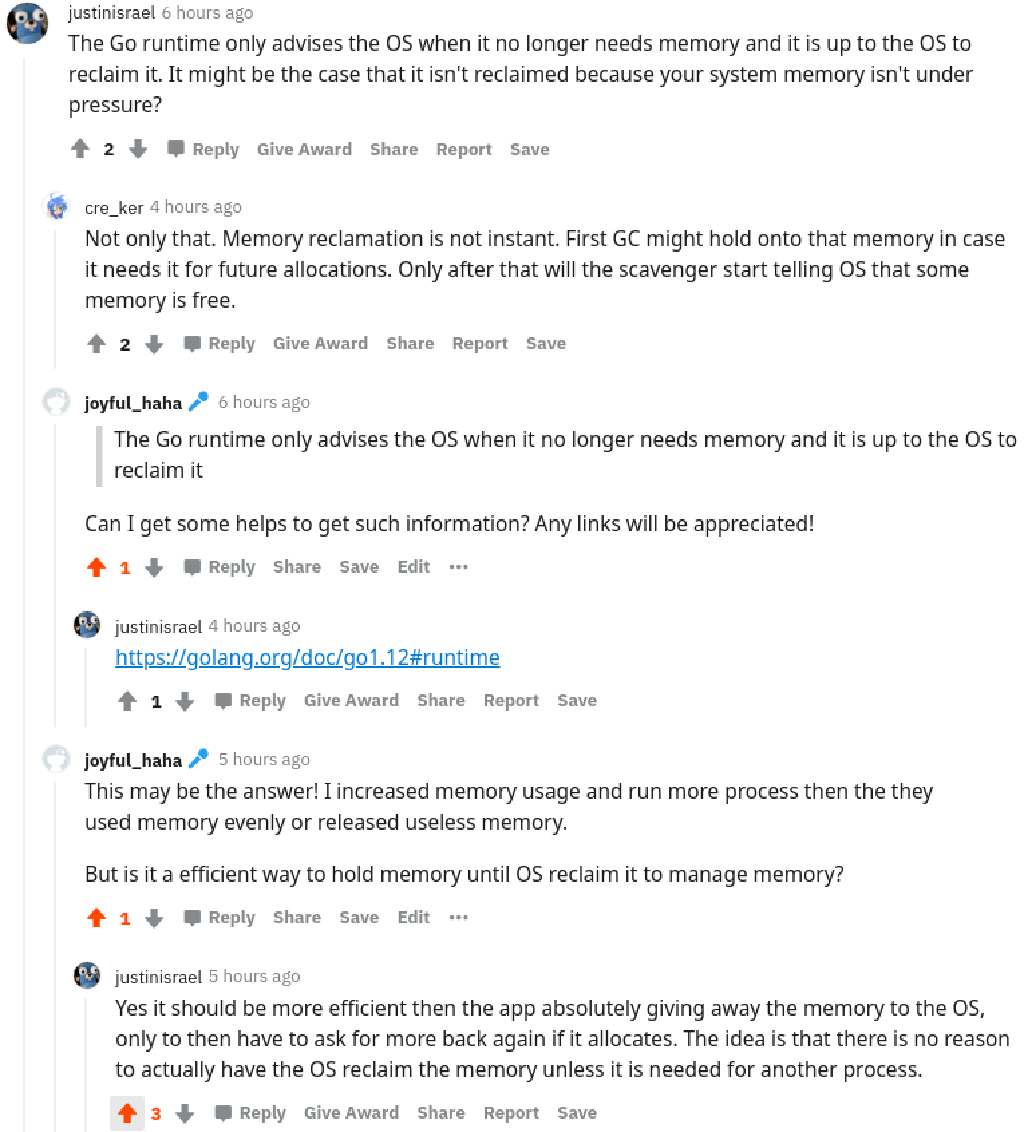 justinisrael 6 hours ago
The Go runtime only advises the OS when it no longer needs memory and it is up to the OS to
reclaim it. It might be the case that it isn't reclaimed because your system memory isn't under
pressure?
2 Reply Give Award Share Report Save
cre_ker 4 hours ago
Not only that. Memory reclamation is not instant. First GC might hold onto that memory in case
it needs it for future allocations. Only after that will the scavenger start telling OS that some
memory is free.
2 Reply Give Award Share Report Save
joyful_haha 6 hours ago
The Go runtime only advises the OS when it no longer needs memory and it is up to the OS to
reclaim it
Can I get some helps to get such information? Any links will be appreciated!
1 Reply Share Save Edit ···
justinisrael 4 hours ago
https://golang.org/doc/go1.12#runtime
1 Reply Give Award Share Report Save
joyful_haha 5 hours ago
This may be the answer! I increased memory usage and run more process then the they
used memory evenly or released useless memory.
But is it a efficient way to hold memory until OS reclaim it to manage memory?
1 Reply Share Save Edit ···
justinisrael 5 hours ago
Yes it should be more efficient then the app absolutely giving away the memory to the OS,
only to then have to ask for more back again if it allocates. The idea is that there is no reason
to actually have the OS reclaim the memory unless it is needed for another process.
3 Reply Give Award Share Report Save